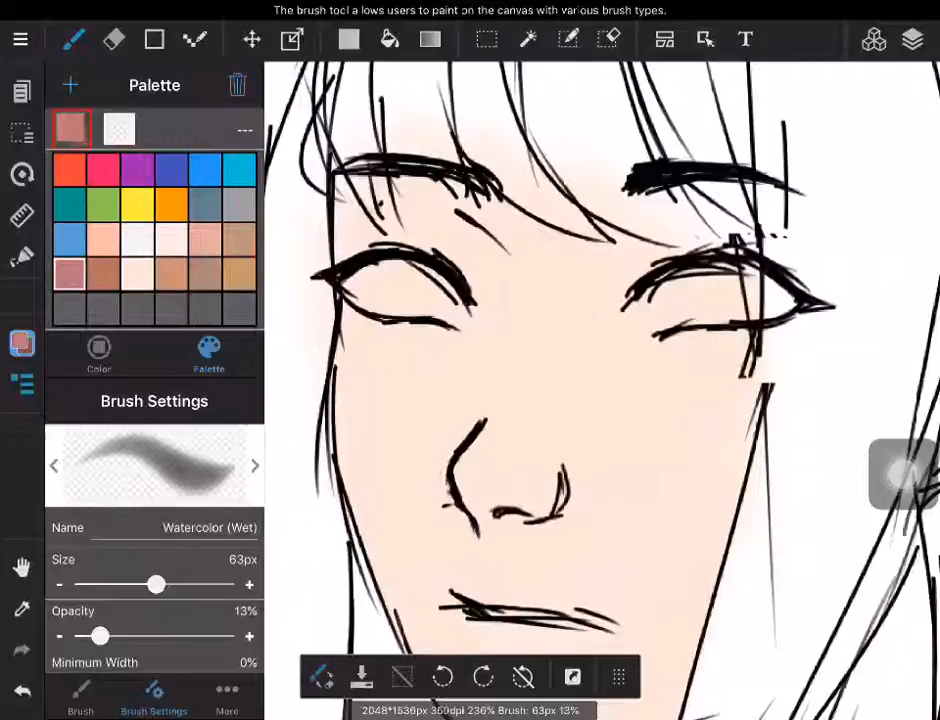 The brush tool a lows users to paint on the canvas with various brush types.
T
Palette
---
Color
Palette
Brush Settings
Name Watercolor (Wet)
Size 63px
- +
Opacity 13%
- +
Minimum Width 0%
Brush
Brush Settings
More
2048*1536px 350dpi 236% Brush: 63px 13%